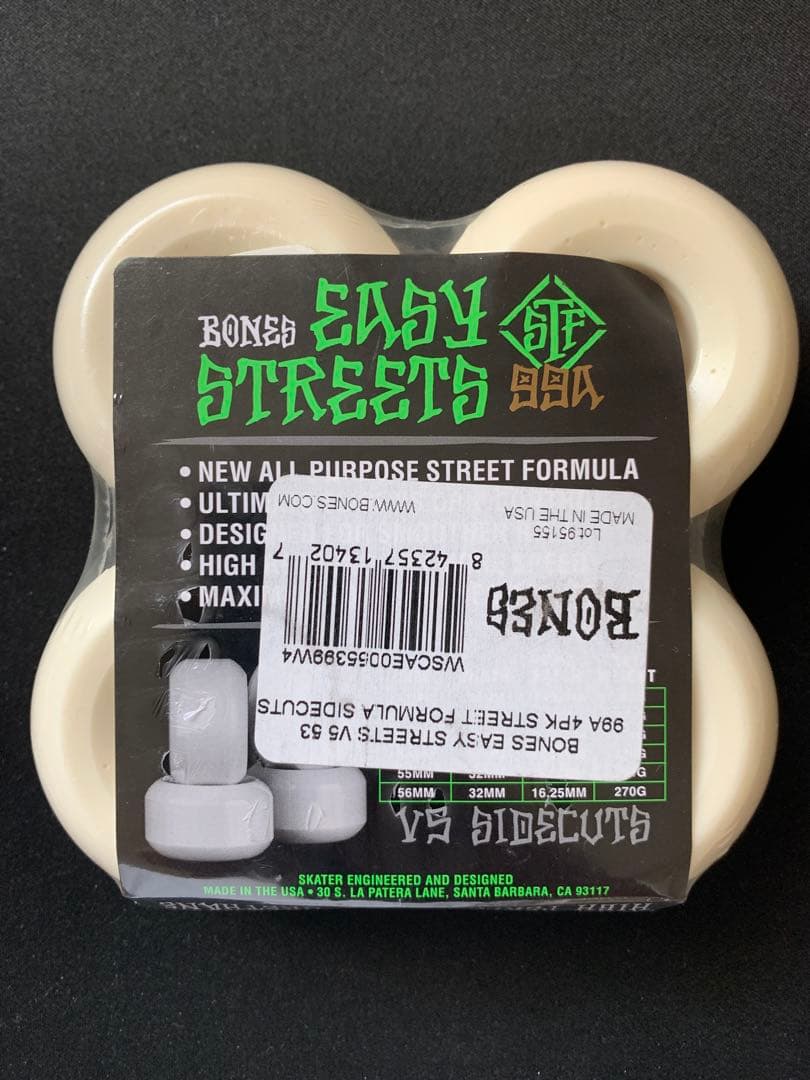 BONES EASY STF
STREETS 99A
• NEW ALL PURPOSE STREET FORMULA
• ULTIM
• DESIG
• HIGH
• MAXI
BONES EASY STREETS V5 53
99A 4PK STREET FORMULA SIDECUTS
BONES
8 42357 13402 7
Lot 95155
MADE IN THE USA
WWW.BONES.COM
T
G
G
55MM 32MM G
56MM 32MM 16.25MM 270G
V5 SIDECUTS
SKATER ENGINEERED AND DESIGNED
MADE IN THE USA • 30 S. LA PATERA LANE, SANTA BARBARA, CA 93117